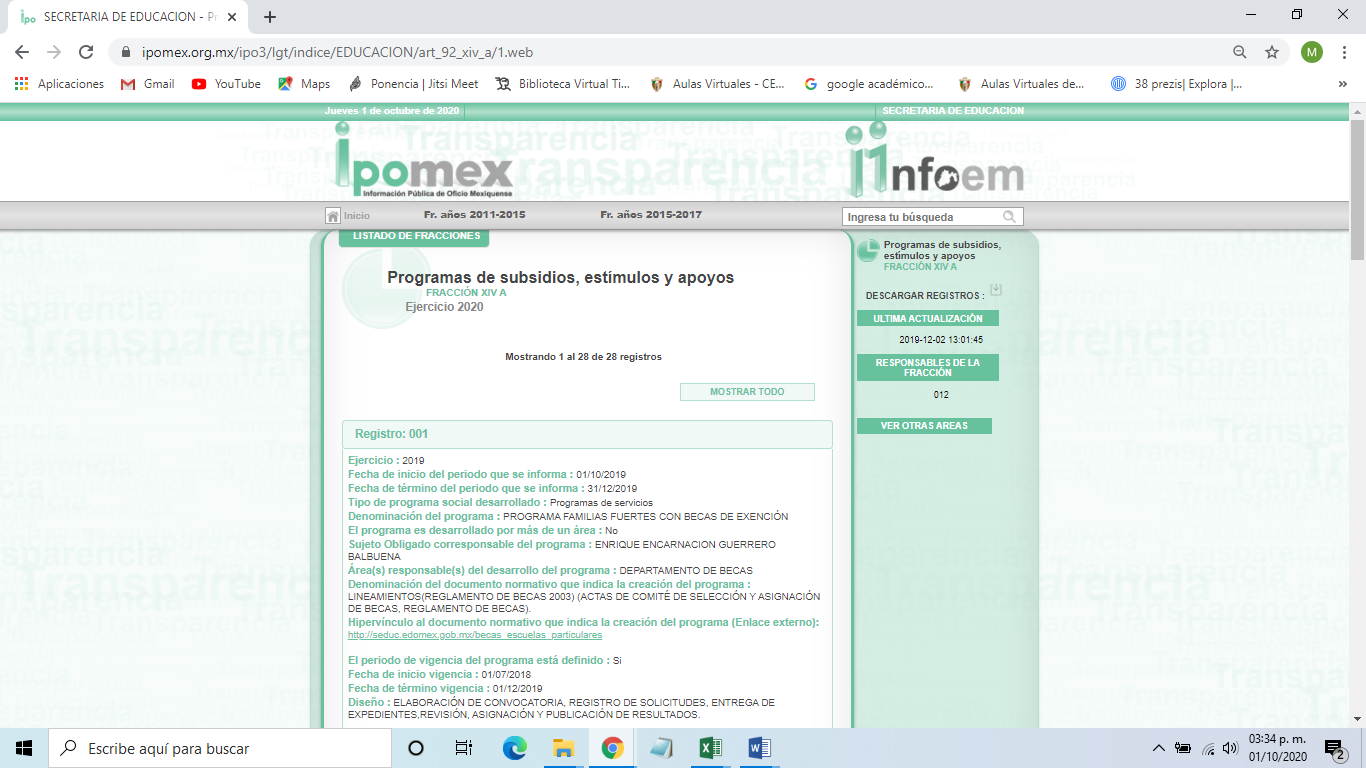 SECRETARIA DE EDUCACION - Pr
ipomex.org.mx/ipo3/lgt/indice/EDUCACION/art_92_xiv_a/1.web
M
Aplicaciones
Gmail
YouTube
Maps
Ponencia | Jitsi Meet
Biblioteca Virtual Ti...
Aulas Virtuales - CE...
google académico...
Aulas Virtuales de...
38 prezis| Explora |...
»
Jueves 1 de octubre de 2020
SECRETARIA DE EDUCACION
ipomex
Información Pública de Oficio Mexiquense
infoem
Inicio
Fr. años 2011-2015
Fr. años 2015-2017
Ingresa tu búsqueda
LISTADO DE FRACCIONES
Programas de subsidios, estímulos y apoyos
FRACCIÓN XIV A
Ejercicio 2020
Mostrando 1 al 28 de 28 registros
MOSTRAR TODO
Registro: 001
Ejercicio : 2019
Fecha de inicio del periodo que se informa : 01/10/2019
Fecha de término del periodo que se informa : 31/12/2019
Tipo de programa social desarrollado : Programas de servicios
Denominación del programa : PROGRAMA FAMILIAS FUERTES CON BECAS DE EXENCIÓN
El programa es desarrollado por más de un área : No
Sujeto Obligado corresponsable del programa : ENRIQUE ENCARNACION GUERRERO
BALBUENA
Área(s) responsable(s) del desarrollo del programa : DEPARTAMENTO DE BECAS
Denominación del documento normativo que indica la creación del programa :
LINEAMIENTOS(REGLAMENTO DE BECAS 2003) (ACTAS DE COMITÉ DE SELECCIÓN Y ASIGNACIÓN
DE BECAS, REGLAMENTO DE BECAS).
Hipervínculo al documento normativo que indica la creación del programa (Enlace externo):
http://seduc.edomex.gob.mx/becas_escuelas_particulares
El periodo de vigencia del programa está definido : Si
Fecha de inicio vigencia : 01/07/2018
Fecha de término vigencia : 01/12/2019
Diseño : ELABORACIÓN DE CONVOCATORIA, REGISTRO DE SOLICITUDES, ENTREGA DE
EXPEDIENTES,REVISIÓN, ASIGNACIÓN Y PUBLICACIÓN DE RESULTADOS.
Programas de subsidios,
estímulos y apoyos
FRACCIÓN XIV A
DESCARGAR REGISTROS :
ULTIMA ACTUALIZACIÓN
2019-12-02 13:01:45
RESPONSABLES DE LA
FRACCIÓN
012
VER OTRAS AREAS
Escribe aquí para buscar
03:34 p. m.
01/10/2020
2